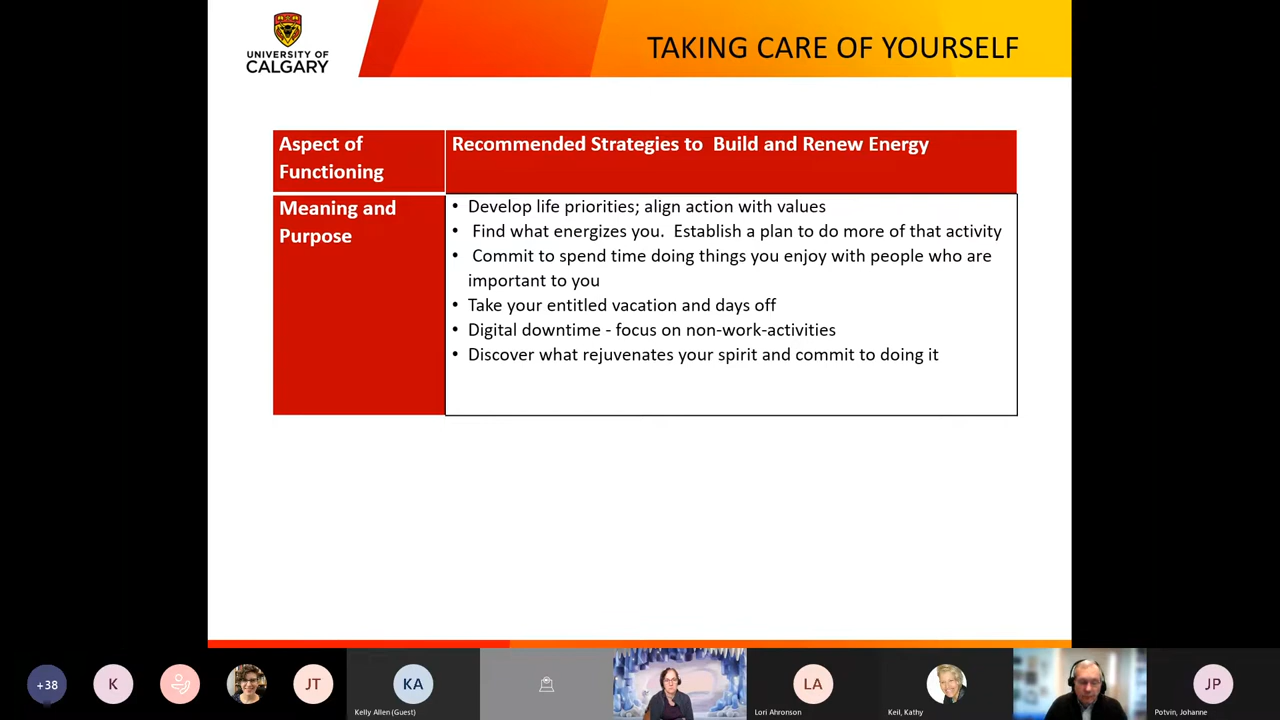 UNIVERSITY OF
CALGARY
TAKING CARE OF YOURSELF
Aspect of
Functioning
Recommended Strategies to  Build and Renew Energy
Meaning and
Purpose
• Develop life priorities; align action with values
•  Find what energizes you.  Establish a plan to do more of that activity
•  Commit to spend time doing things you enjoy with people who are
important to you
• Take your entitled vacation and days off
• Digital downtime - focus on non-work-activities
• Discover what rejuvenates your spirit and commit to doing it
+38
K
JT
KA
Kelly Allen (Guest)
LA
Lori Ahronson
Keil, Kathy
JP
Potvin, Johanne